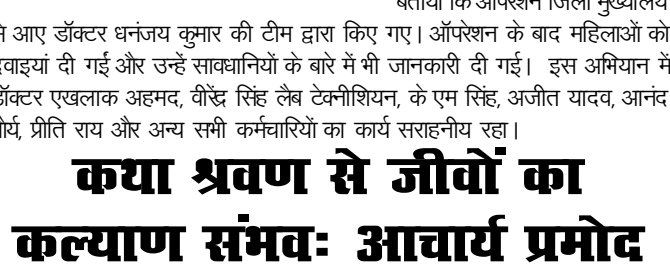 बताया कि ऑपरेशन जिला मुख्यालय
से आए डॉक्टर धनंजय कुमार की टीम द्वारा किए गए। ऑपरेशन के बाद महिलाओं को
दवाइयां दी गईं और उन्हें सावधानियों के बारे में भी जानकारी दी गई। इस अभियान में
डॉक्टर एखलाक अहमद, वीरेंद्र सिंह लैब टेक्नीशियन, के एम सिंह, अजीत यादव, आनंद
मौर्य, प्रीति राय और अन्य सभी कर्मचारियों का कार्य सराहनीय रहा।
कथा श्रवण से जीवों का
कल्याण संभवः आचार्य प्रमोद